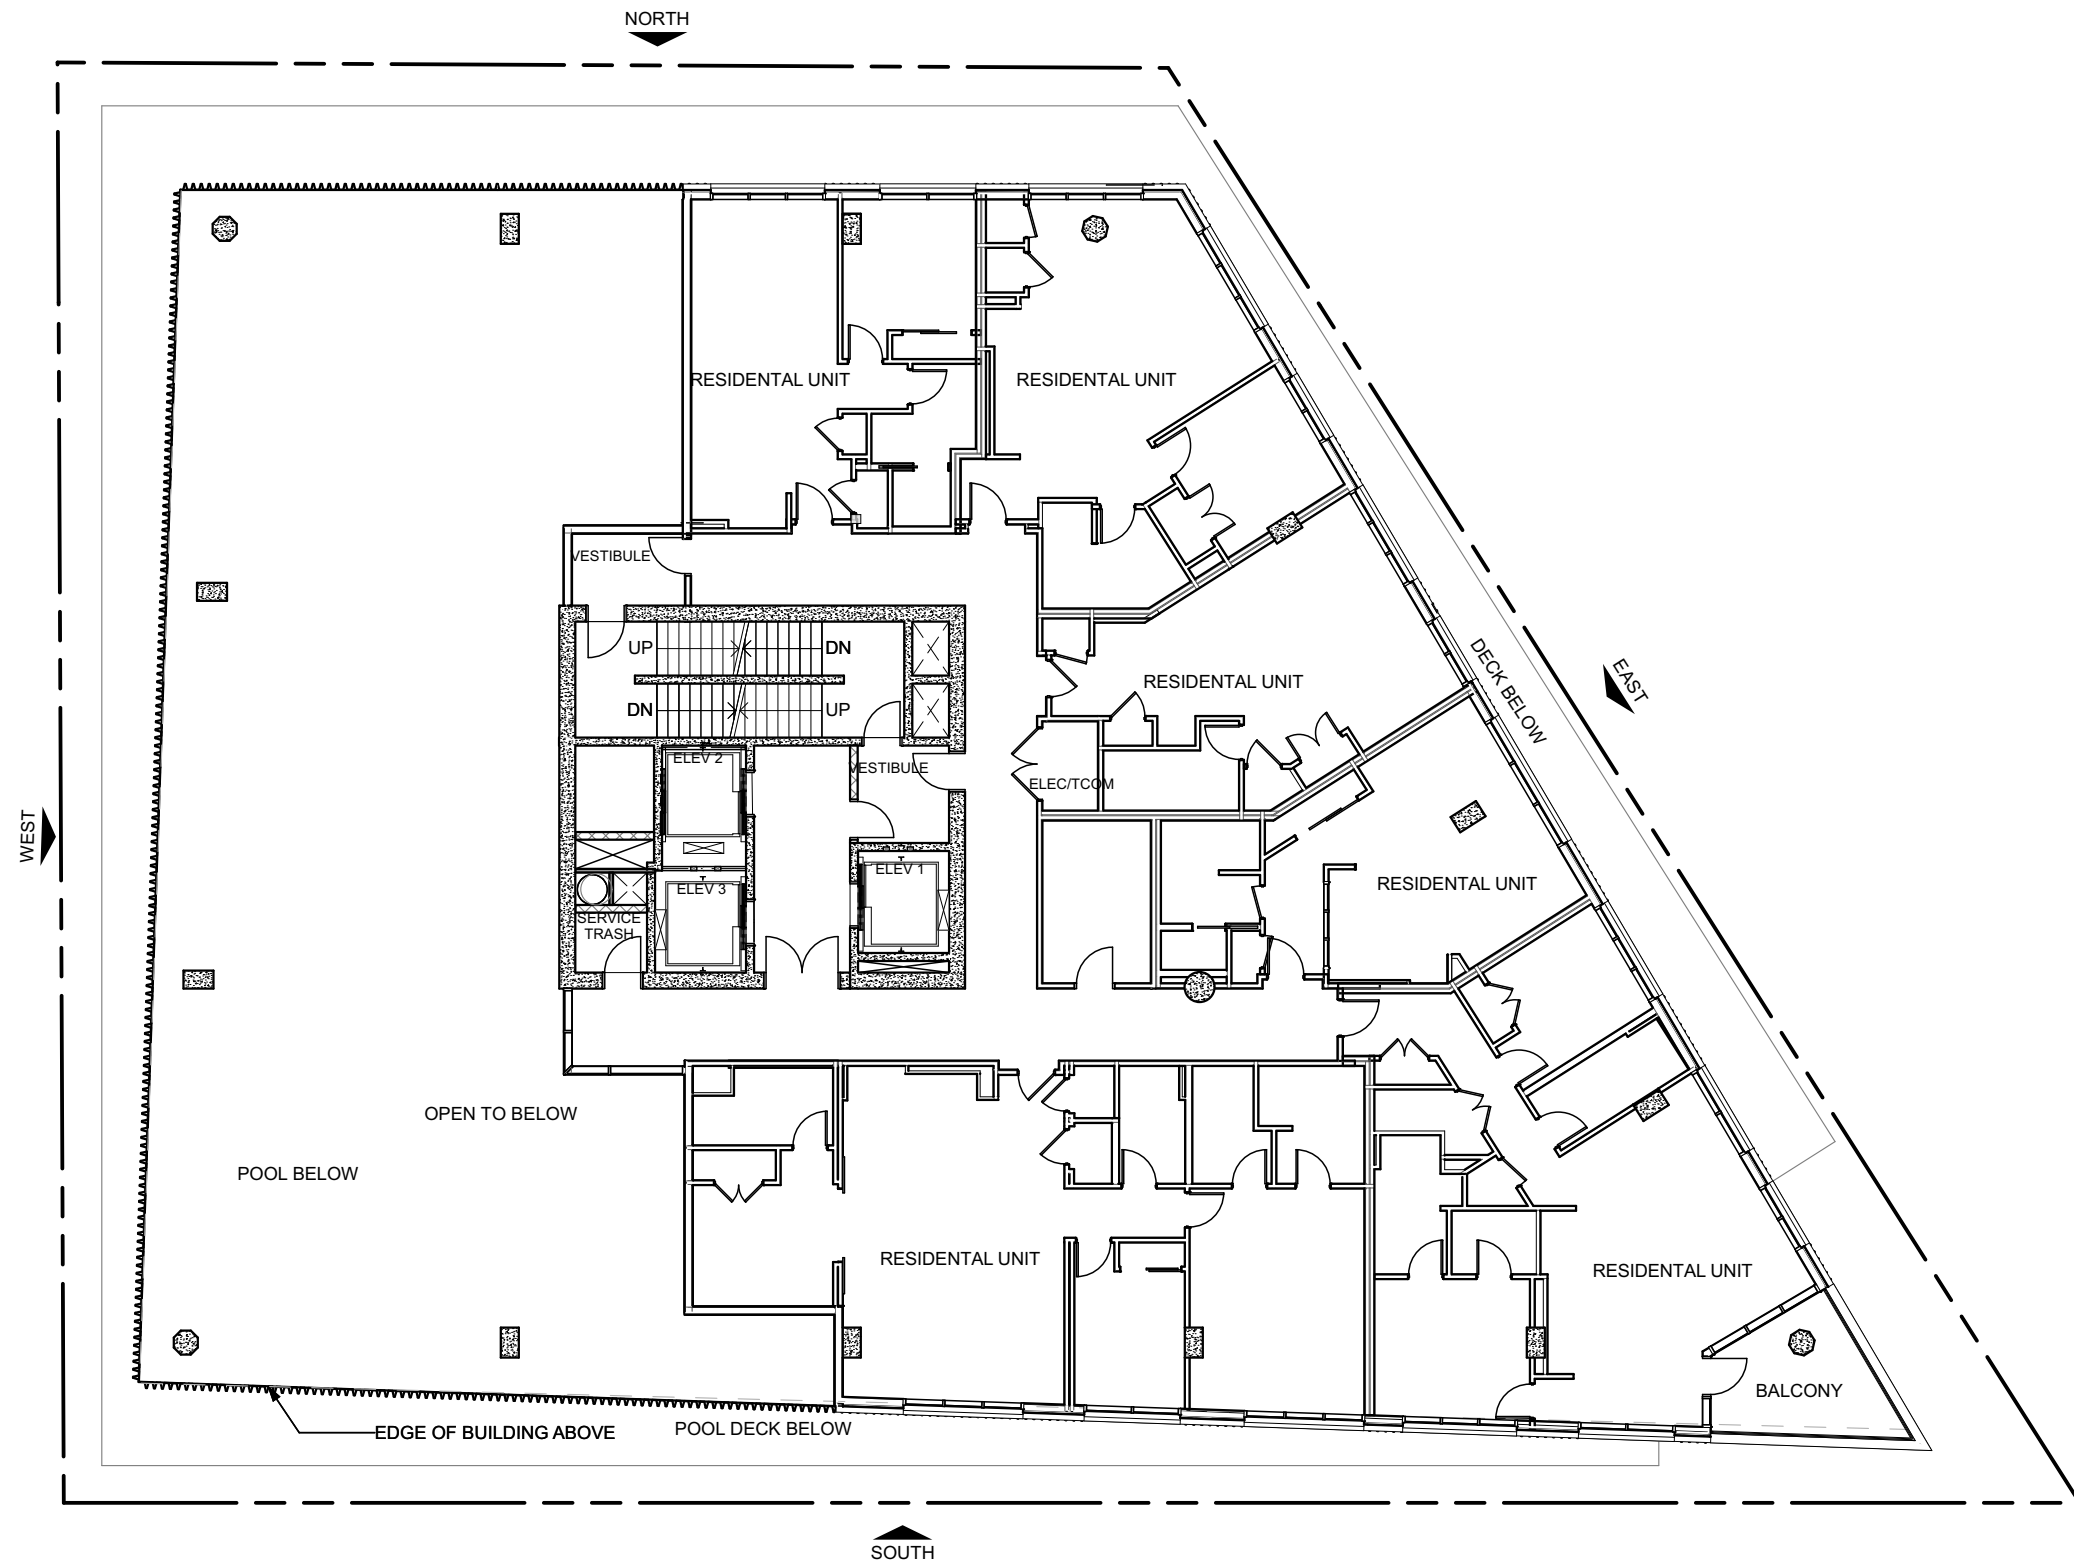 NORTH
RESIDENTAL UNIT
RESIDENTAL UNIT
VESTIBULE
UP
DN
DN
UP
RESIDENTAL UNIT
DECK BELOW
EAST
ELEV 2
VESTIBULE
ELEC/TCOM
WEST
ELEV 3
ELEV 1
RESIDENTAL UNIT
SERVICE
TRASH
OPEN TO BELOW
POOL BELOW
RESIDENTAL UNIT
RESIDENTAL UNIT
BALCONY
EDGE OF BUILDING ABOVE
POOL DECK BELOW
SOUTH